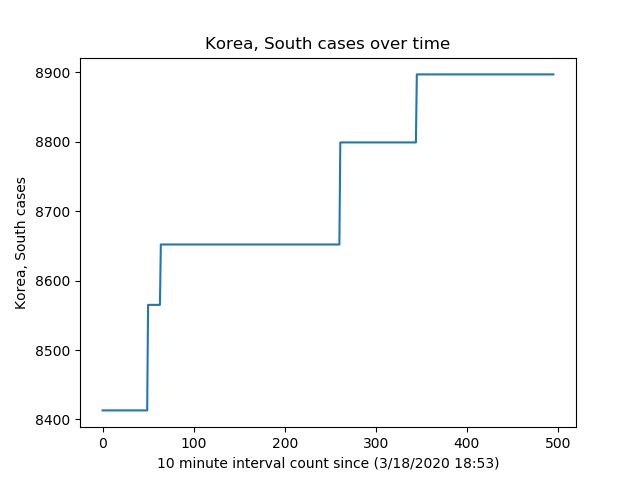 Korea, South cases over time
8900
8800
8700
8600
8500
8400
Korea, South cases
0 100 200 300 400 500
10 minute interval count since (3/18/2020 18:53)